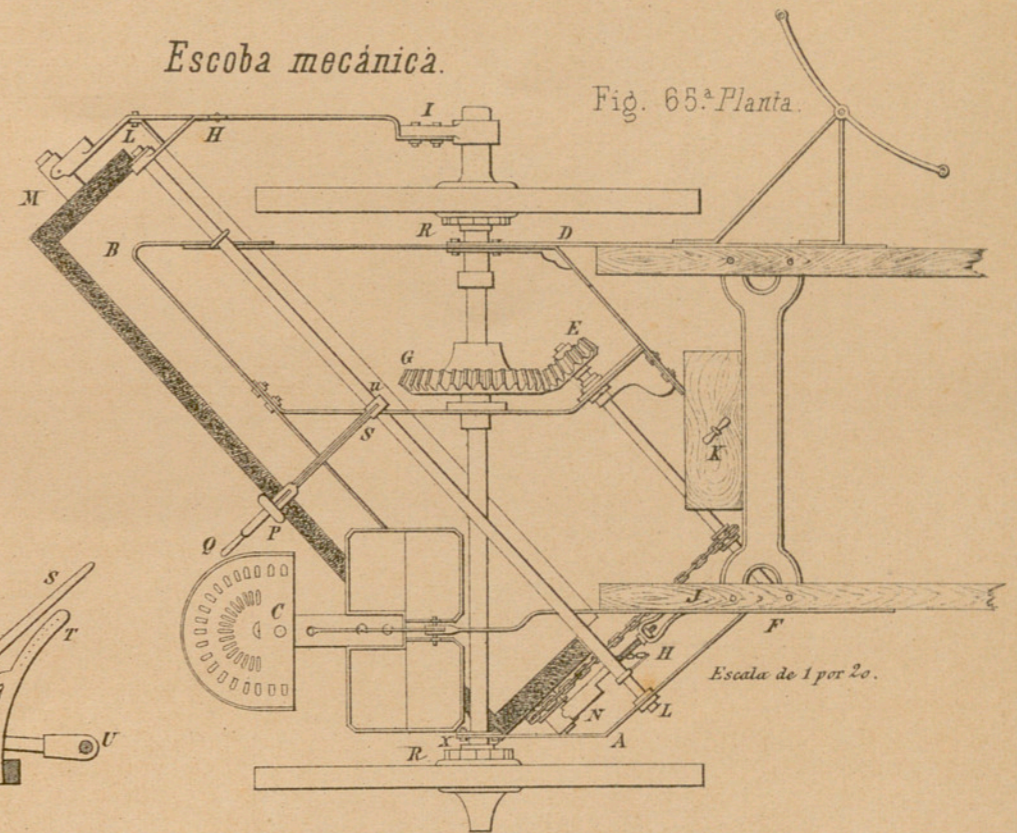 Escoba mecánica.
Fig. 65.ª Planta.
I
L
H
M
R
D
B
E
G
u
S
K
P
Q
S
C
T
J
F
H
Escala de 1 por 20.
L
N
U
X
A
R